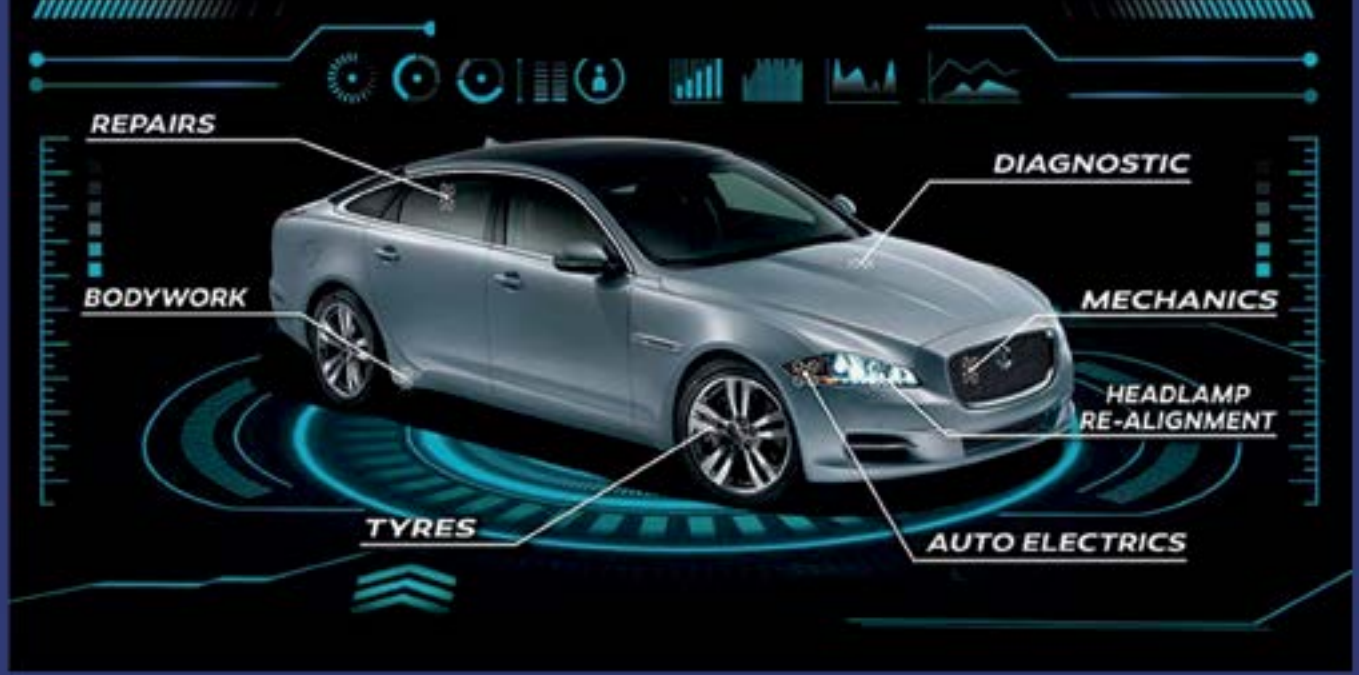 REPAIRS
DIAGNOSTIC
BODYWORK
MECHANICS
HEADLAMP
RE-ALIGNMENT
TYRES
AUTO ELECTRICS